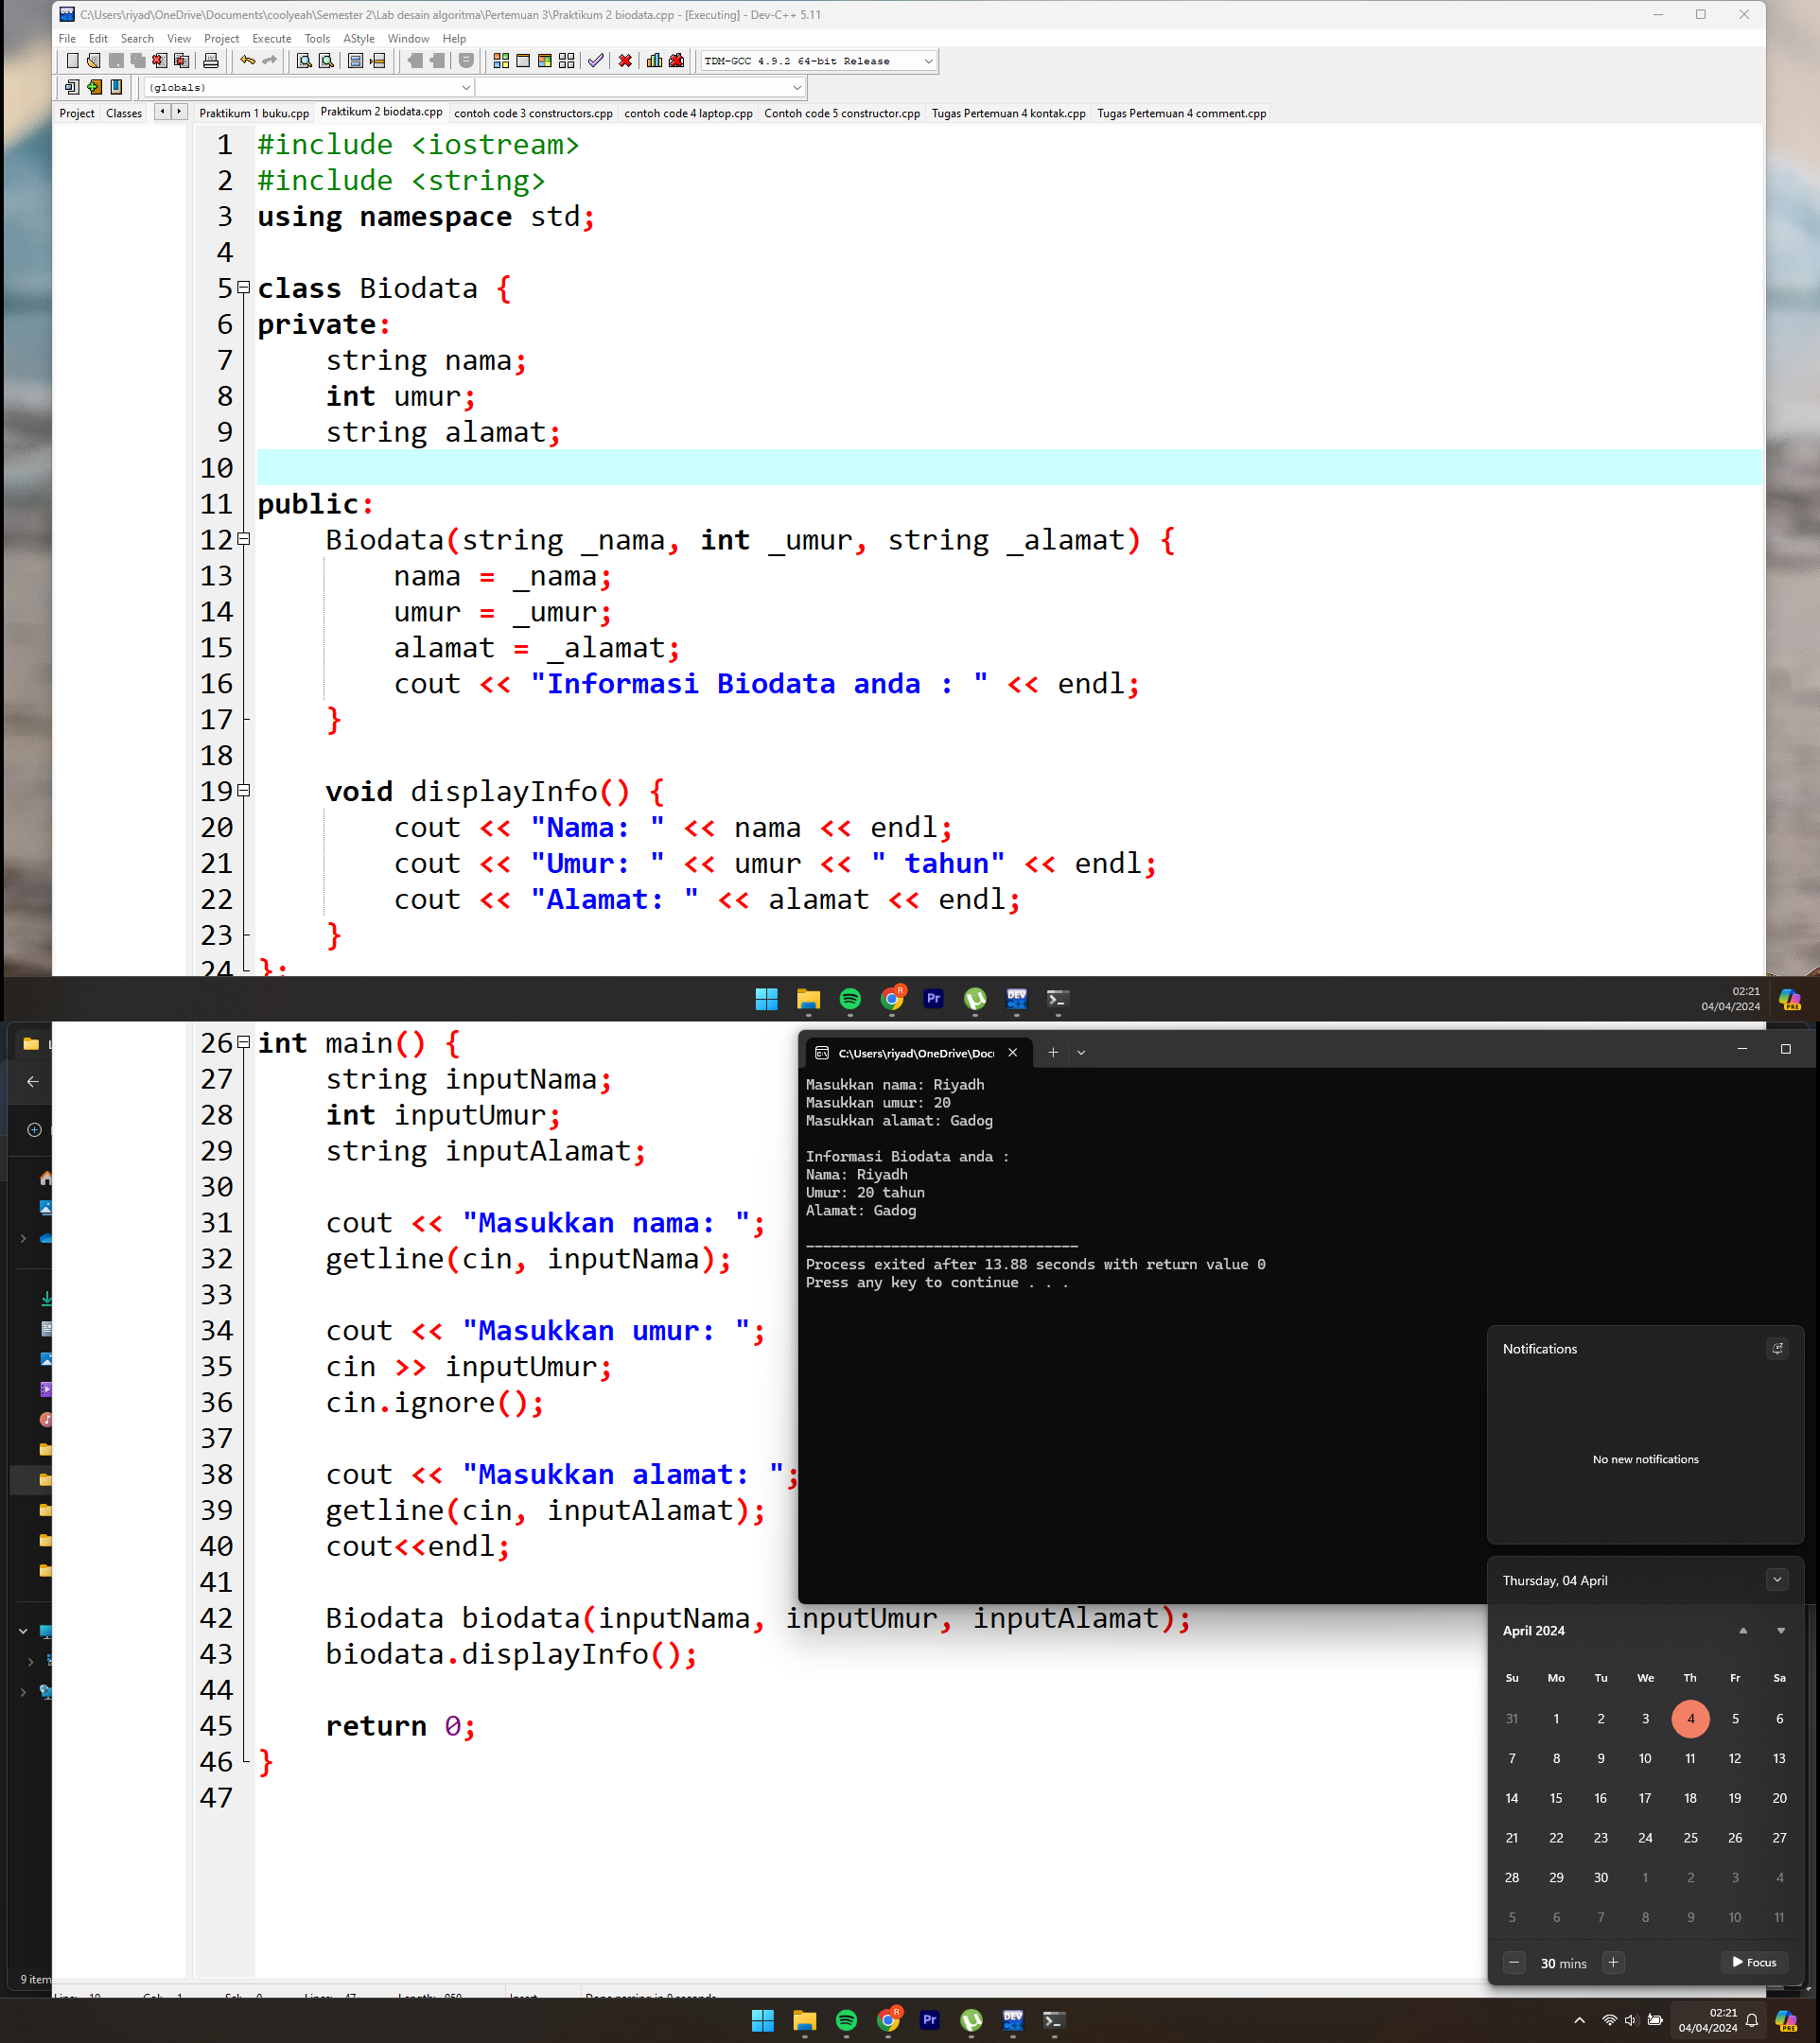 C:\Users\riyad\OneDrive\Documents\coolyeah\Semester 2\Lab desain algoritma\Pertemuan 3\Praktikum 2 biodata.cpp - [Executing] - Dev-C++ 5.11
File Edit Search View Project Execute Tools AStyle Window Help
TDM-GCC 4.9.2 64-bit Release
(globals)
Project Classes Praktikum 1 buku.cpp Praktikum 2 biodata.cpp contoh code 3 constructors.cpp contoh code 4 laptop.cpp Contoh code 5 constructor.cpp Tugas Pertemuan 4 kontak.cpp Tugas Pertemuan 4 comment.cpp
1 #include <iostream>
2 #include <string>
3 using namespace std;
4
5 class Biodata {
6 private:
7     string nama;
8     int umur;
9     string alamat;
10
11 public:
12     Biodata(string _nama, int _umur, string _alamat) {
13         nama = _nama;
14         umur = _umur;
15         alamat = _alamat;
16         cout << "Informasi Biodata anda : " << endl;
17     }
18
19     void displayInfo() {
20         cout << "Nama: " << nama << endl;
21         cout << "Umur: " << umur << " tahun" << endl;
22         cout << "Alamat: " << alamat << endl;
23     }
24 };
R
Pr
DEV
PRE
02:21
04/04/2024
26 int main() {
27     string inputNama;
28     int inputUmur;
29     string inputAlamat;
30
31     cout << "Masukkan nama: ";
32     getline(cin, inputNama);
33
34     cout << "Masukkan umur: ";
35     cin >> inputUmur;
36     cin.ignore();
37
38     cout << "Masukkan alamat: ";
39     getline(cin, inputAlamat);
40     cout<<endl;
41
42     Biodata biodata(inputNama, inputUmur, inputAlamat);
43     biodata.displayInfo();
44
45     return 0;
46 }
47
C:\Users\riyad\OneDrive\Doc
Masukkan nama: Riyadh
Masukkan umur: 20
Masukkan alamat: Gadog
Informasi Biodata anda :
Nama: Riyadh
Umur: 20 tahun
Alamat: Gadog
--------------------------------
Process exited after 13.88 seconds with return value 0
Press any key to continue . . .
Notifications
No new notifications
Thursday, 04 April
April 2024
Su Mo Tu We Th Fr Sa
31 1 2 3 4 5 6
7 8 9 10 11 12 13
14 15 16 17 18 19 20
21 22 23 24 25 26 27
28 29 30 1 2 3 4
5 6 7 8 9 10 11
30 mins
Focus
9 item
R
Pr
DEV
02:21
04/04/2024
PRE